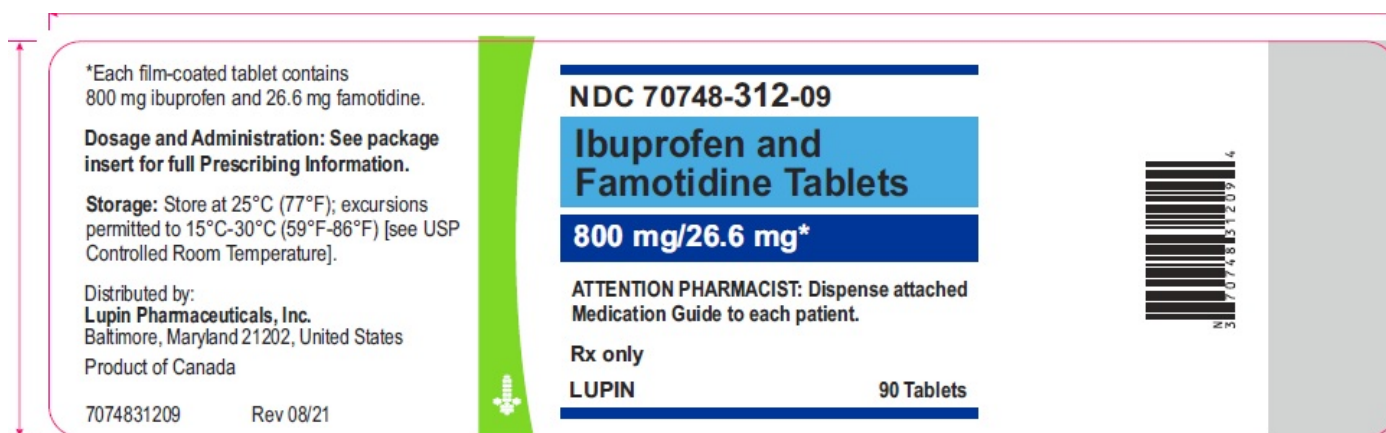 *Each film-coated tablet contains
800 mg ibuprofen and 26.6 mg famotidine.
Dosage and Administration: See package
insert for full Prescribing Information.
Storage: Store at 25°C (77°F); excursions
permitted to 15°C-30°C (59°F-86°F) [see USP
Controlled Room Temperature].
Distributed by:
Lupin Pharmaceuticals, Inc.
Baltimore, Maryland 21202, United States
Product of Canada
7074831209 Rev 08/21
NDC 70748-312-09
Ibuprofen and
Famotidine Tablets
800 mg/26.6 mg*
ATTENTION PHARMACIST: Dispense attached
Medication Guide to each patient.
Rx only
LUPIN 90 Tablets
N
3 7074831209 4